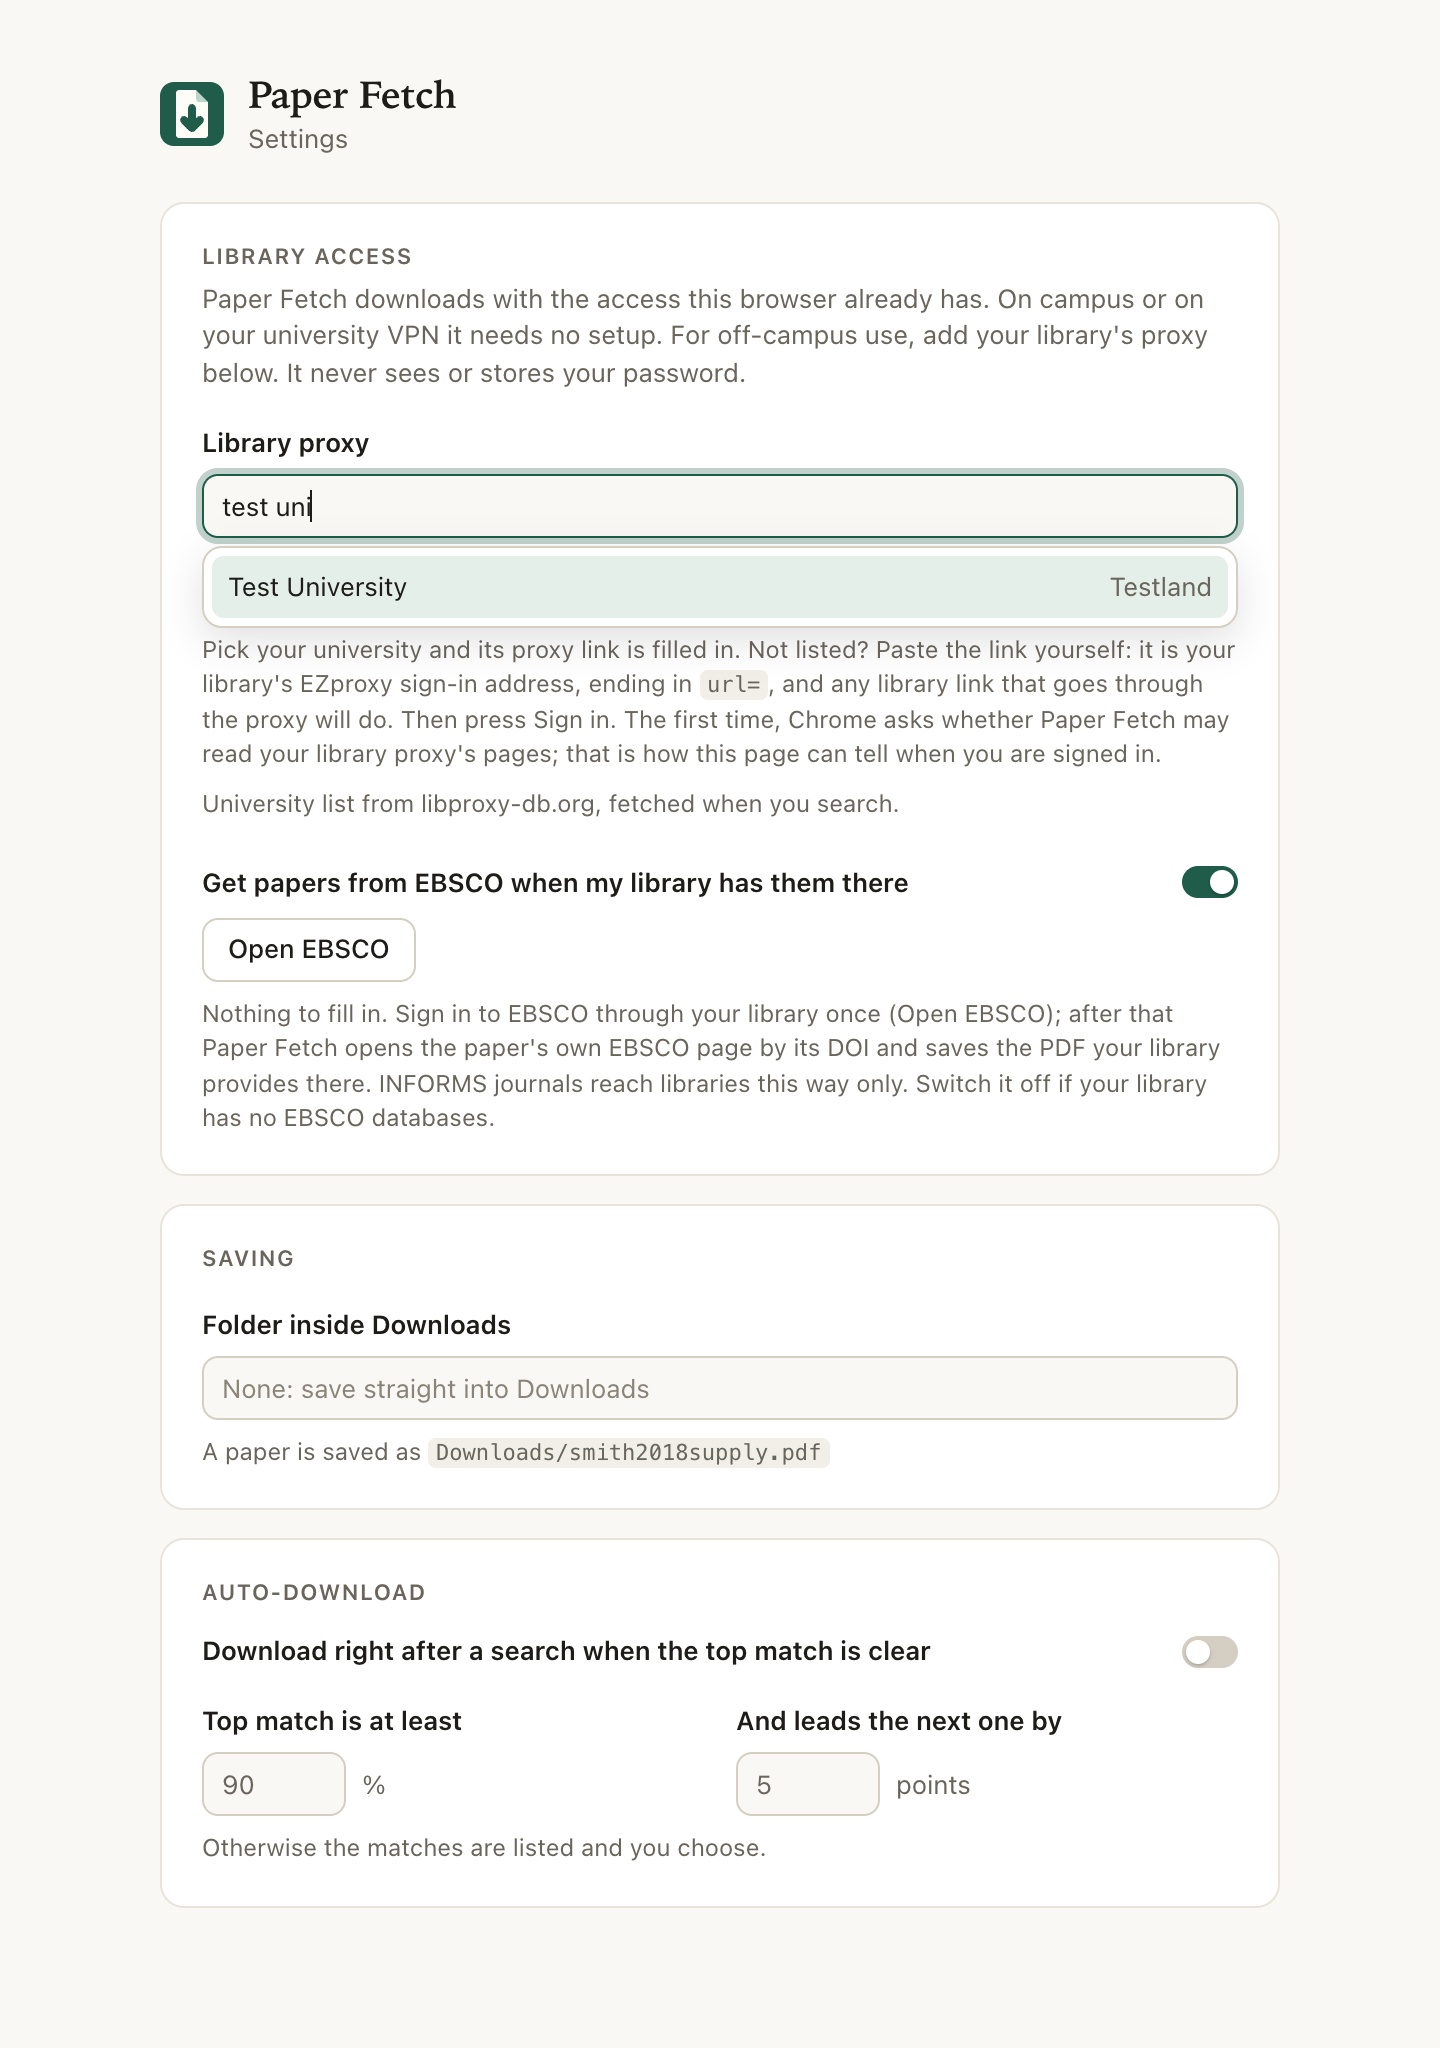 Paper Fetch
Settings
LIBRARY ACCESS
Paper Fetch downloads with the access this browser already has. On campus or on
your university VPN it needs no setup. For off-campus use, add your library's proxy
below. It never sees or stores your password.
Library proxy
test uni
Test University Testland
Pick your university and its proxy link is filled in. Not listed? Paste the link yourself: it is your
library's EZproxy sign-in address, ending in url=, and any library link that goes through
the proxy will do. Then press Sign in. The first time, Chrome asks whether Paper Fetch may
read your library proxy's pages; that is how this page can tell when you are signed in.
University list from libproxy-db.org, fetched when you search.
Get papers from EBSCO when my library has them there
Open EBSCO
Nothing to fill in. Sign in to EBSCO through your library once (Open EBSCO); after that
Paper Fetch opens the paper's own EBSCO page by its DOI and saves the PDF your library
provides there. INFORMS journals reach libraries this way only. Switch it off if your library
has no EBSCO databases.
SAVING
Folder inside Downloads
None: save straight into Downloads
A paper is saved as Downloads/smith2018supply.pdf
AUTO-DOWNLOAD
Download right after a search when the top match is clear
Top match is at least And leads the next one by
90 % 5 points
Otherwise the matches are listed and you choose.